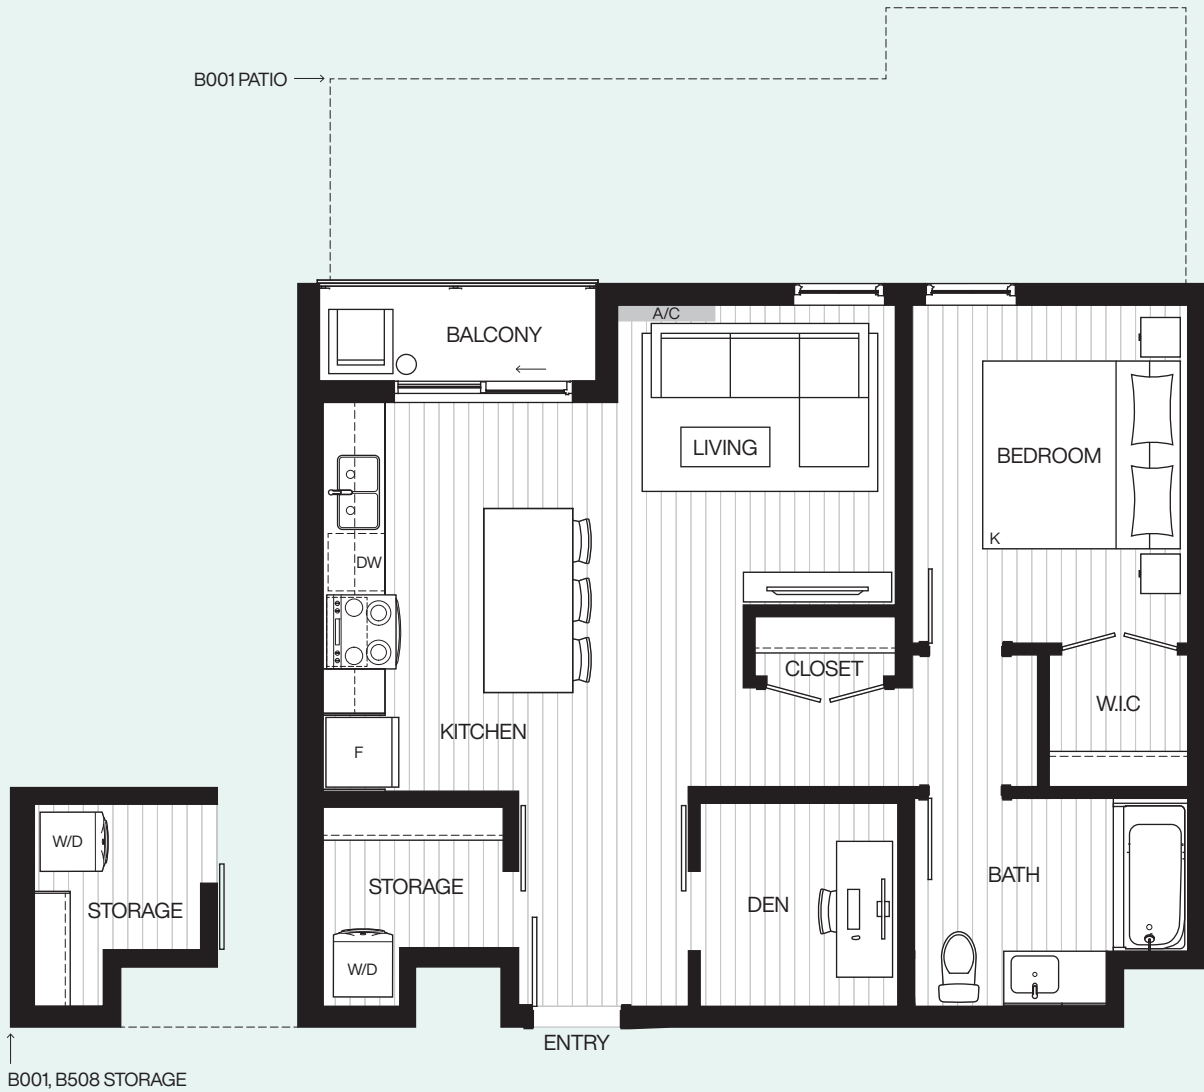 B001 PATIO
A/C
BALCONY
LIVING
BEDROOM
K
DW
CLOSET
W.I.C
KITCHEN
F
W/D
STORAGE
STORAGE
W/D
DEN
BATH
ENTRY
B001, B508 STORAGE